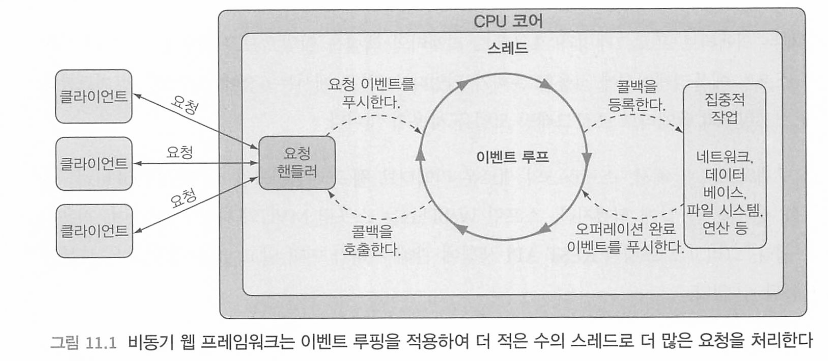 CPU 코어
스레드
클라이언트
요청
클라이언트
요청
클라이언트
요청
요청
핸들러
요청 이벤트를
푸시한다.
콜백을
호출한다.
이벤트 루프
콜백을
등록한다.
오퍼레이션 완료
이벤트를 푸시한다.
집중적
작업
네트워크,
데이터
베이스,
파일 시스템,
연산 등
그림 11.1 비동기 웹 프레임워크는 이벤트 루핑을 적용하여 더 적은 수의 스레드로 더 많은 요청을 처리한다